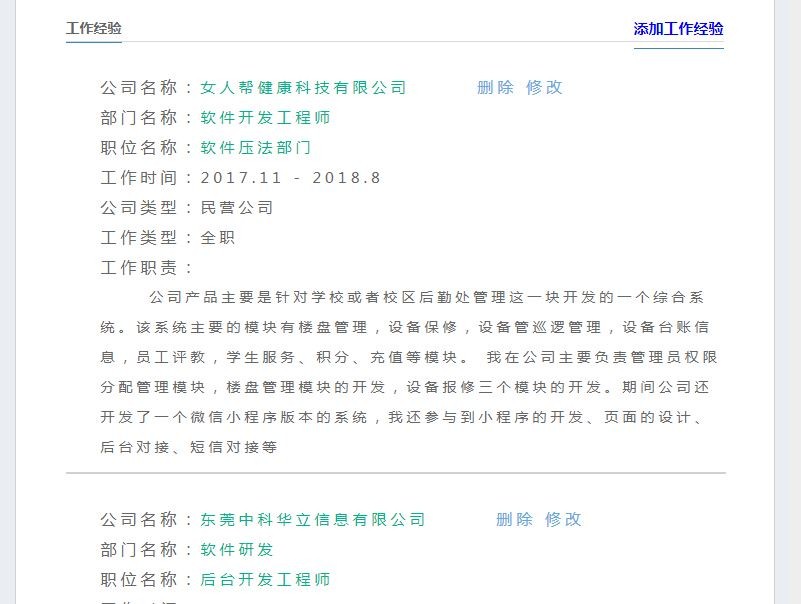 工作经验
添加工作经验
公司名称：女人帮健康科技有限公司 删除 修改
部门名称：软件开发工程师
职位名称：软件压法部门
工作时间：2017.11 - 2018.8
公司类型：民营公司
工作类型：全职
工作职责：
公司产品主要是针对学校或者校区后勤处管理这一块开发的一个综合系
统。该系统主要的模块有楼盘管理，设备保修，设备管巡逻管理，设备台账信
息，员工评教，学生服务、积分、充值等模块。 我在公司主要负责管理员权限
分配管理模块，楼盘管理模块的开发，设备报修三个模块的开发。期间公司还
开发了一个微信小程序版本的系统，我还参与到小程序的开发、页面的设计、
后台对接、短信对接等
公司名称：东莞中科华立信息有限公司 删除 修改
部门名称：软件研发
职位名称：后台开发工程师